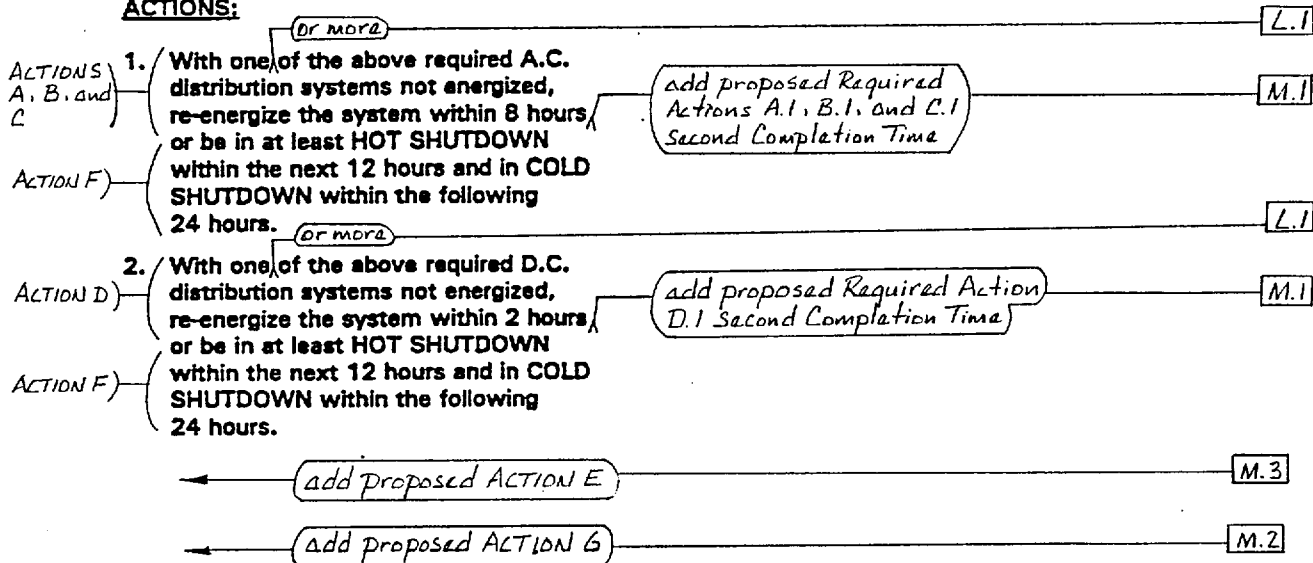 ACTIONS:
(or more) L.1
ACTIONS A, B, and C
1. With one of the above required A.C.
distribution systems not energized,
re-energize the system within 8 hours,
or be in at least HOT SHUTDOWN
within the next 12 hours and in COLD
SHUTDOWN within the following
24 hours.
add proposed Required
Actions A.1, B.1, and C.1
Second Completion Time
M.1
ACTION F)
(or more) L.1
2. With one of the above required D.C.
distribution systems not energized,
re-energize the system within 2 hours,
or be in at least HOT SHUTDOWN
within the next 12 hours and in COLD
SHUTDOWN within the following
24 hours.
ACTION D)
add proposed Required Action
D.1 Second Completion Time
M.1
ACTION F)
add proposed ACTION E M.3
add proposed ACTION G M.2